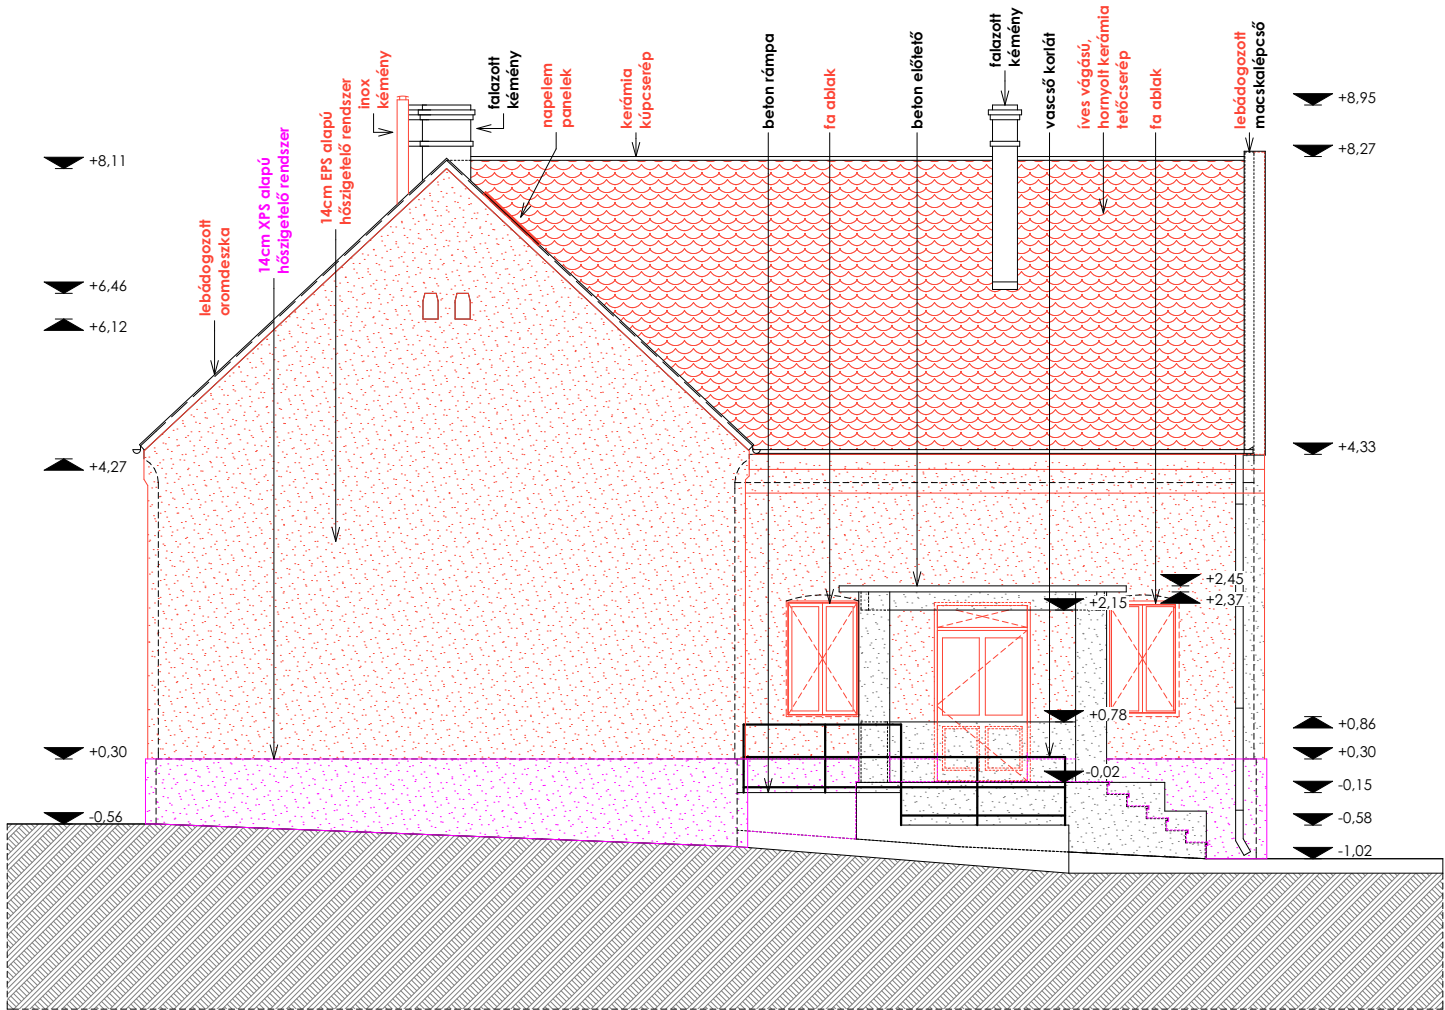 lebádogozott
oromdeszka
14cm XPS alapú
hőszigetelő rendszer
14cm EPS alapú
hőszigetelő rendszer
inox
kémény
falazott
kémény
napelem
panelek
kerámia
kúpcserép
beton rámpa
fa ablak
beton előtető
falazott
kémény
vascső korlát
íves vágású,
hornyolt kerámia
tetőcserép
fa ablak
lebádogozott
macskalépcső
+8,11
+6,46
+6,12
+4,27
+0,30
-0,56
+2,45
+2,37
+2,15
+0,78
-0,02
+8,95
+8,27
+4,33
+0,86
+0,30
-0,15
-0,58
-1,02